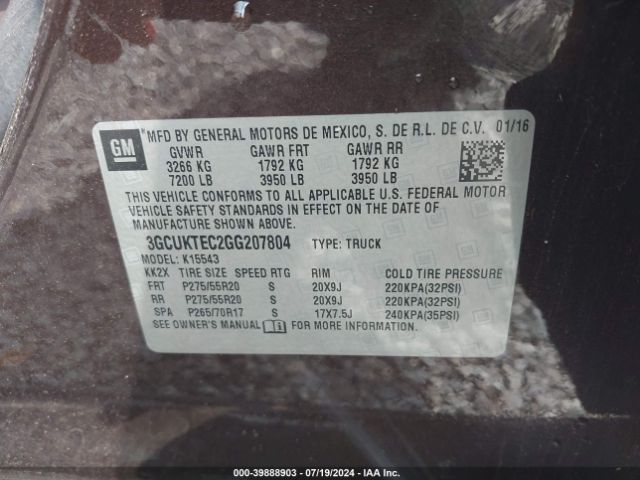 GM MFD BY GENERAL MOTORS DE MEXICO, S. DE R.L. DE C.V. 01/16
GVWR GAWR FRT GAWR RR
3266 KG 1792 KG 1792 KG
7200 LB 3950 LB 3950 LB
THIS VEHICLE CONFORMS TO ALL APPLICABLE U.S. FEDERAL MOTOR
VEHICLE SAFETY STANDARDS IN EFFECT ON THE DATE OF
MANUFACTURE SHOWN ABOVE.
3GCUKTEC2GG207804 TYPE: TRUCK
MODEL: K15543
KK2X TIRE SIZE SPEED RTG RIM COLD TIRE PRESSURE
FRT P275/55R20 S 20X9J 220KPA(32PSI)
RR P275/55R20 S 20X9J 220KPA(32PSI)
SPA P265/70R17 S 17X7.5J 240KPA(35PSI)
SEE OWNER'S MANUAL FOR MORE INFORMATION.
000-39888903 / 07/19/2024 - IAA Inc.